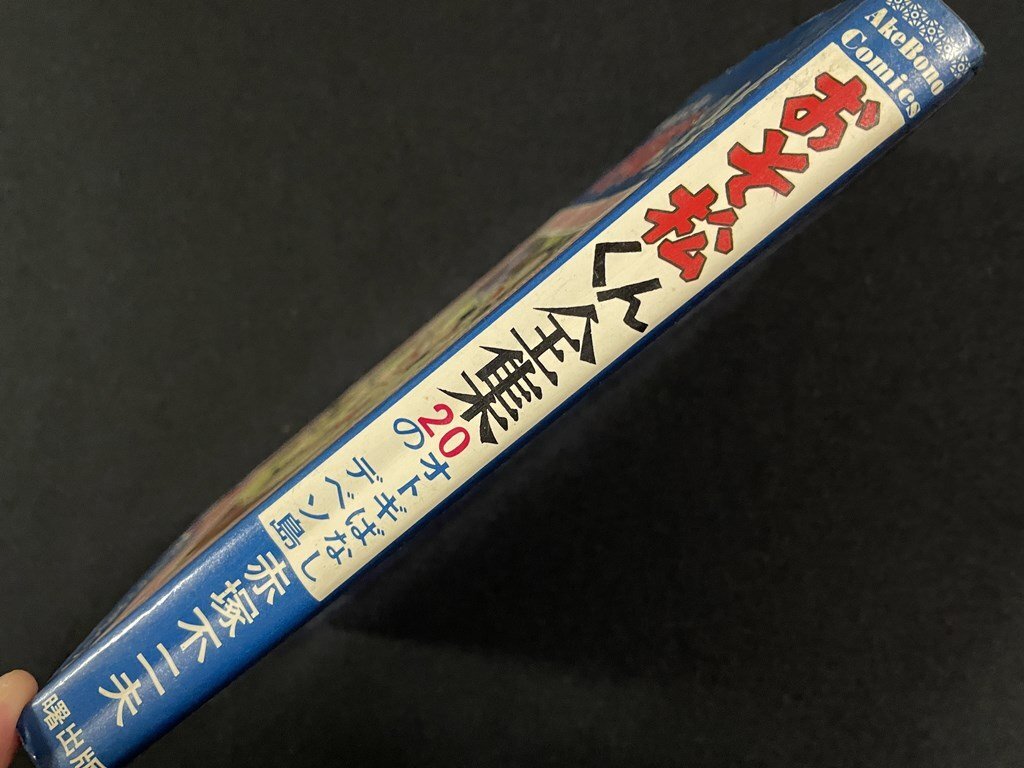 AkeBono
Comics
おそ松くん全集
20
オトギばなし
のデベソ島
赤塚不二夫
曙出版